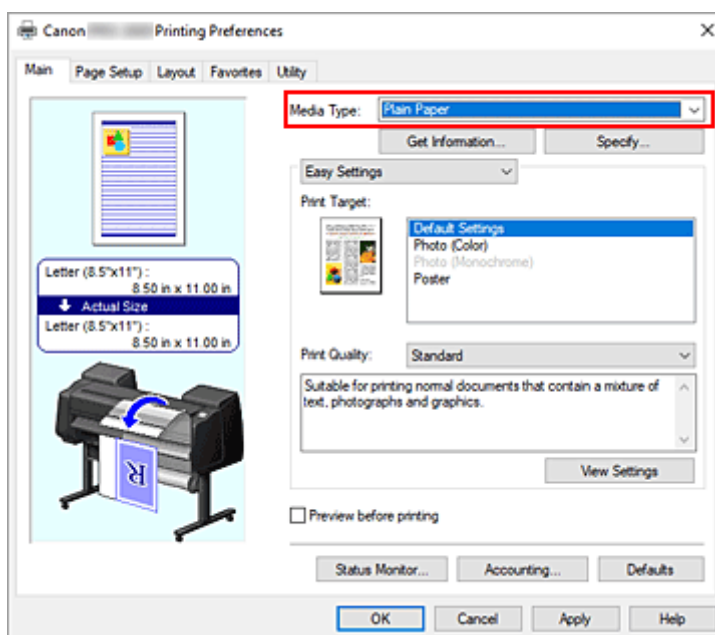 Canon Printing Preferences
Main Page Setup Layout Favorites Utility
Media Type: Plain Paper
Get Information... Specify...
Easy Settings
Print Target:
Default Settings
Photo (Color)
Photo (Monochrome)
Poster
Letter (8.5"x11") :
8.50 in x 11.00 in
Actual Size
Letter (8.5"x11") :
8.50 in x 11.00 in
Print Quality: Standard
Suitable for printing normal documents that contain a mixture of
text, photographs and graphics.
R
View Settings
Preview before printing
Status Monitor... Accounting... Defaults
OK Cancel Apply Help